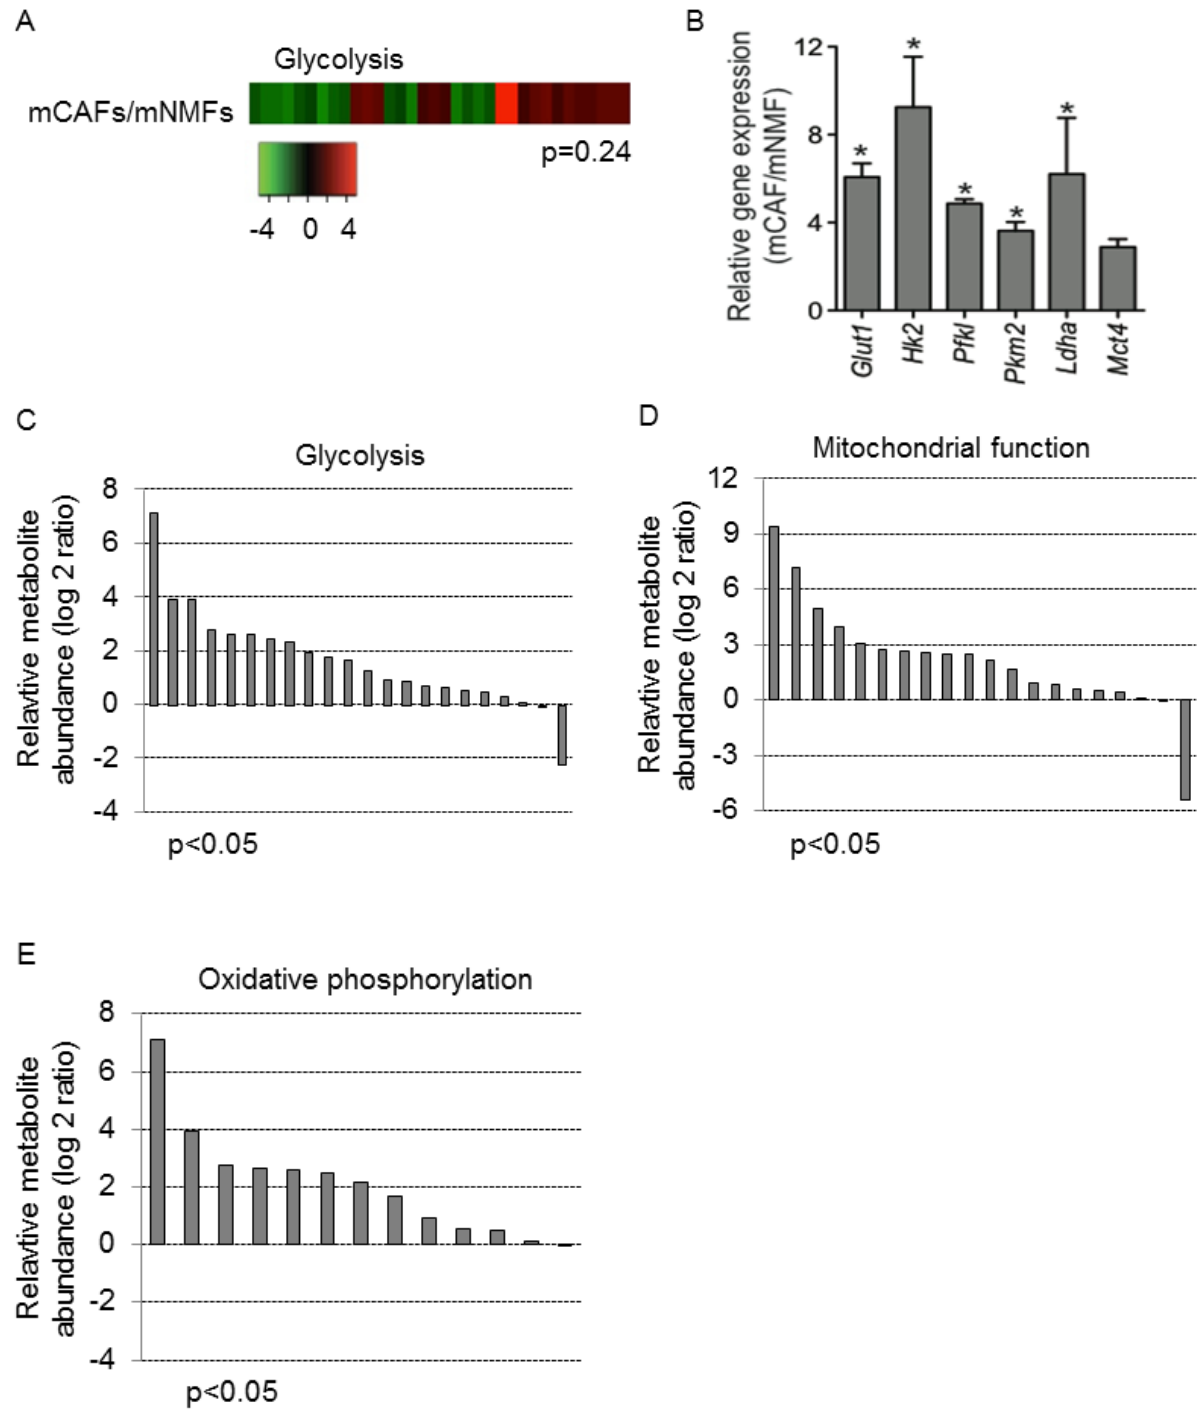 A
Glycolysis
mCAFs/mNMFs
p=0.24
-4 0 4
B
Relative gene expression
(mCAF/mNMF)
12
8
4
0
* * * * *
Glut1 Hk2 Pfkl Pkm2 Ldha Mct4
C
Glycolysis
Relavtive metabolite
abundance (log 2 ratio)
8
6
4
2
0
-2
-4
p<0.05
D
Mitochondrial function
Relavtive metabolite
abundance (log 2 ratio)
12
9
6
3
0
-3
-6
p<0.05
E
Oxidative phosphorylation
Relavtive metabolite
abundance (log 2 ratio)
8
6
4
2
0
-2
-4
p<0.05